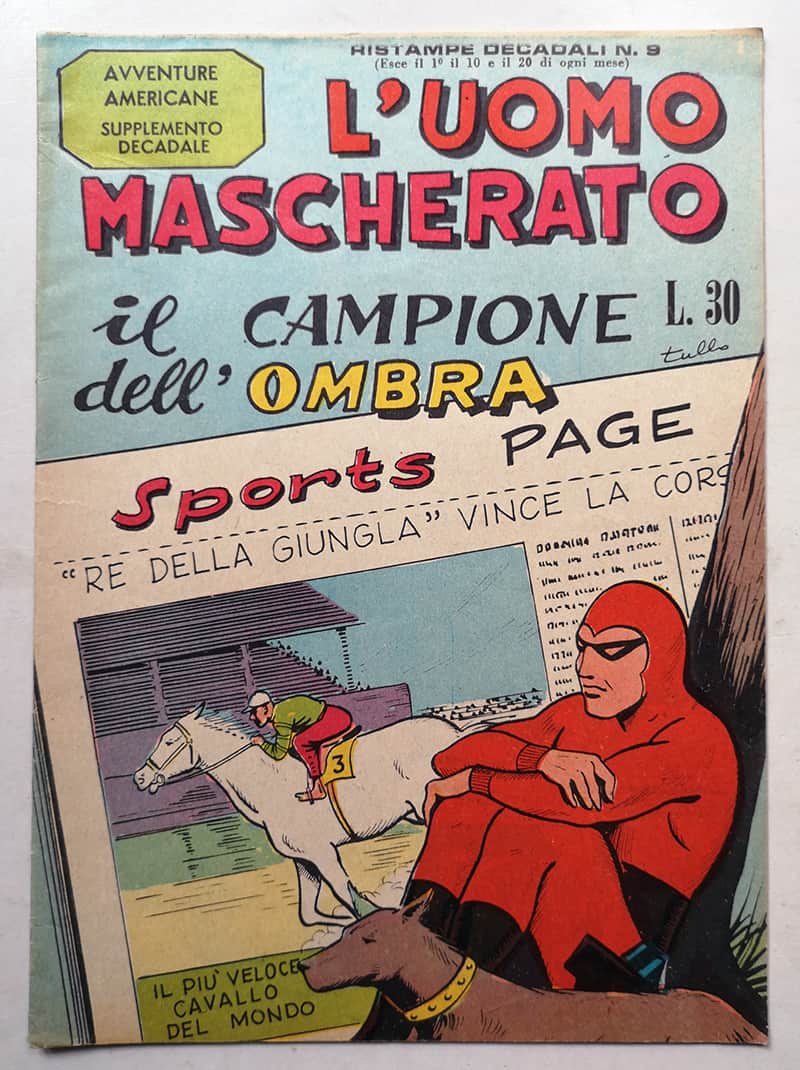 RISTAMPE DECADALI N. 9
(Esce il 1º il 10 e il 20 di ogni mese)
AVVENTURE
AMERICANE
SUPPLEMENTO
DECADALE
L'UOMO
MASCHERATO
il CAMPIONE
L. 30
dell' OMBRA
tullo
Sports PAGE
"RE DELLA GIUNGLA" VINCE LA CORS
3
IL PIÙ VELOCE
CAVALLO
DEL MONDO